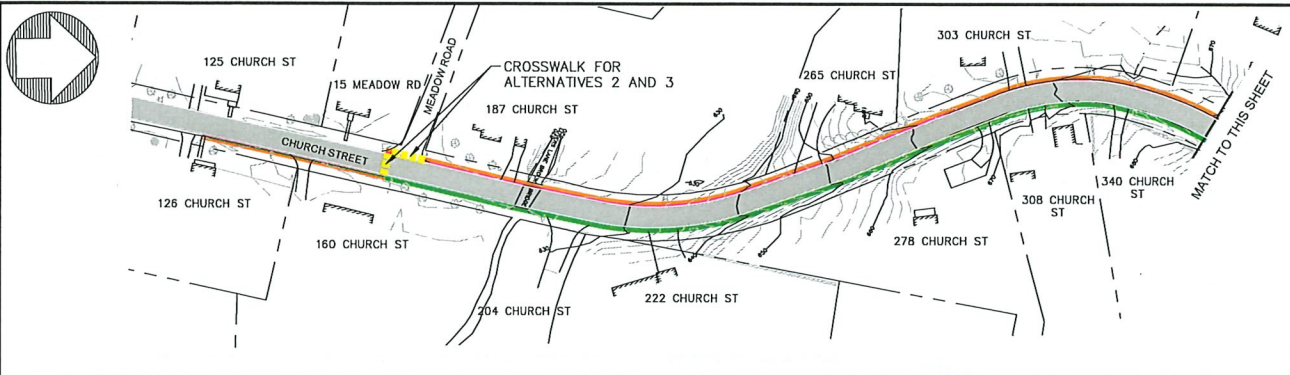 125 CHURCH ST
15 MEADOW RD
MEADOW ROAD
CROSSWALK FOR
ALTERNATIVES 2 AND 3
187 CHURCH ST
265 CHURCH ST
303 CHURCH ST
CHURCH STREET
126 CHURCH ST
160 CHURCH ST
204 CHURCH ST
222 CHURCH ST
278 CHURCH ST
308 CHURCH
ST
340 CHURCH
ST
MATCH TO THIS SHEET